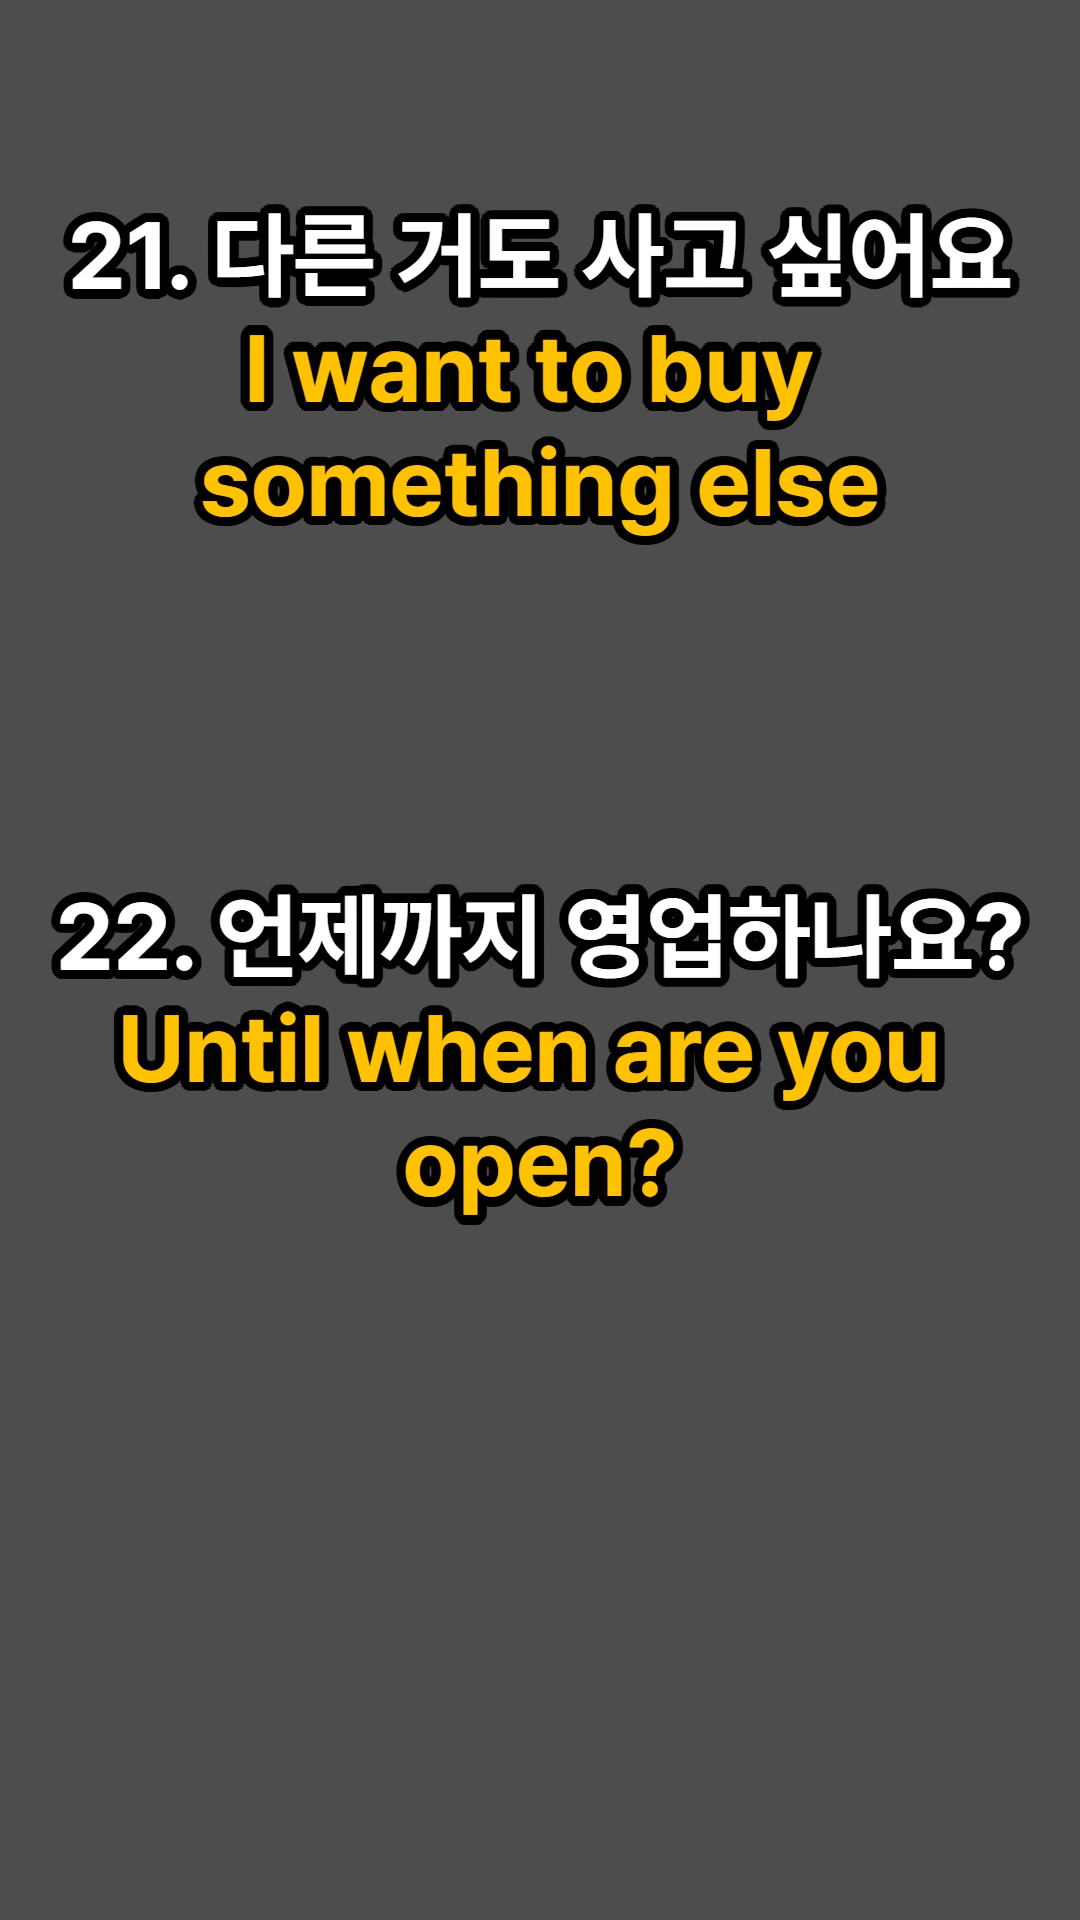 21. 다른 거도 사고 싶어요
I want to buy
something else
22. 언제까지 영업하나요?
Until when are you
open?